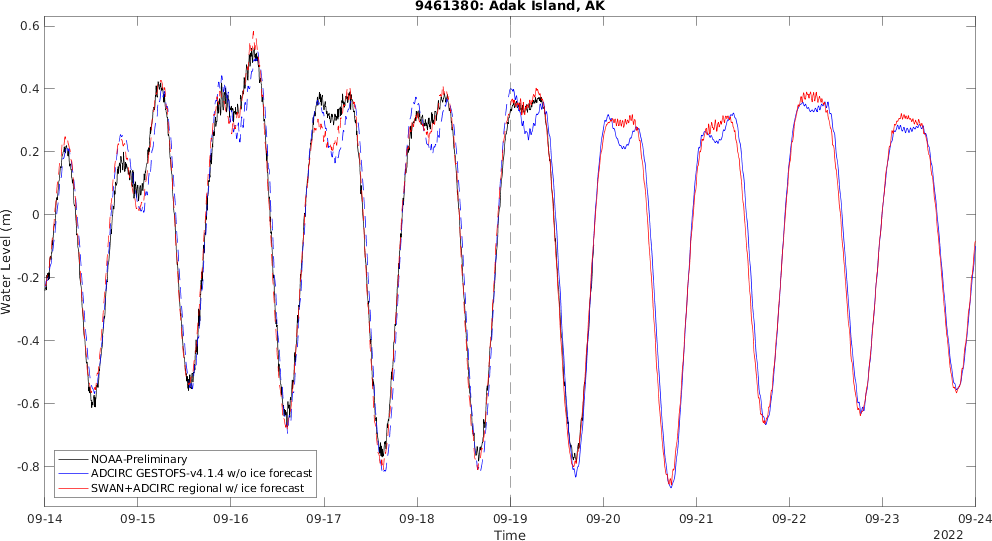 9461380: Adak Island, AK
0.6
0.4
0.2
0
-0.2
-0.4
-0.6
-0.8
Water Level (m)
NOAA-Preliminary
ADCIRC GESTOFS-v4.1.4 w/o ice forecast
SWAN+ADCIRC regional w/ ice forecast
09-14 09-15 09-16 09-17 09-18 09-19 09-20 09-21 09-22 09-23 09-24
Time
2022